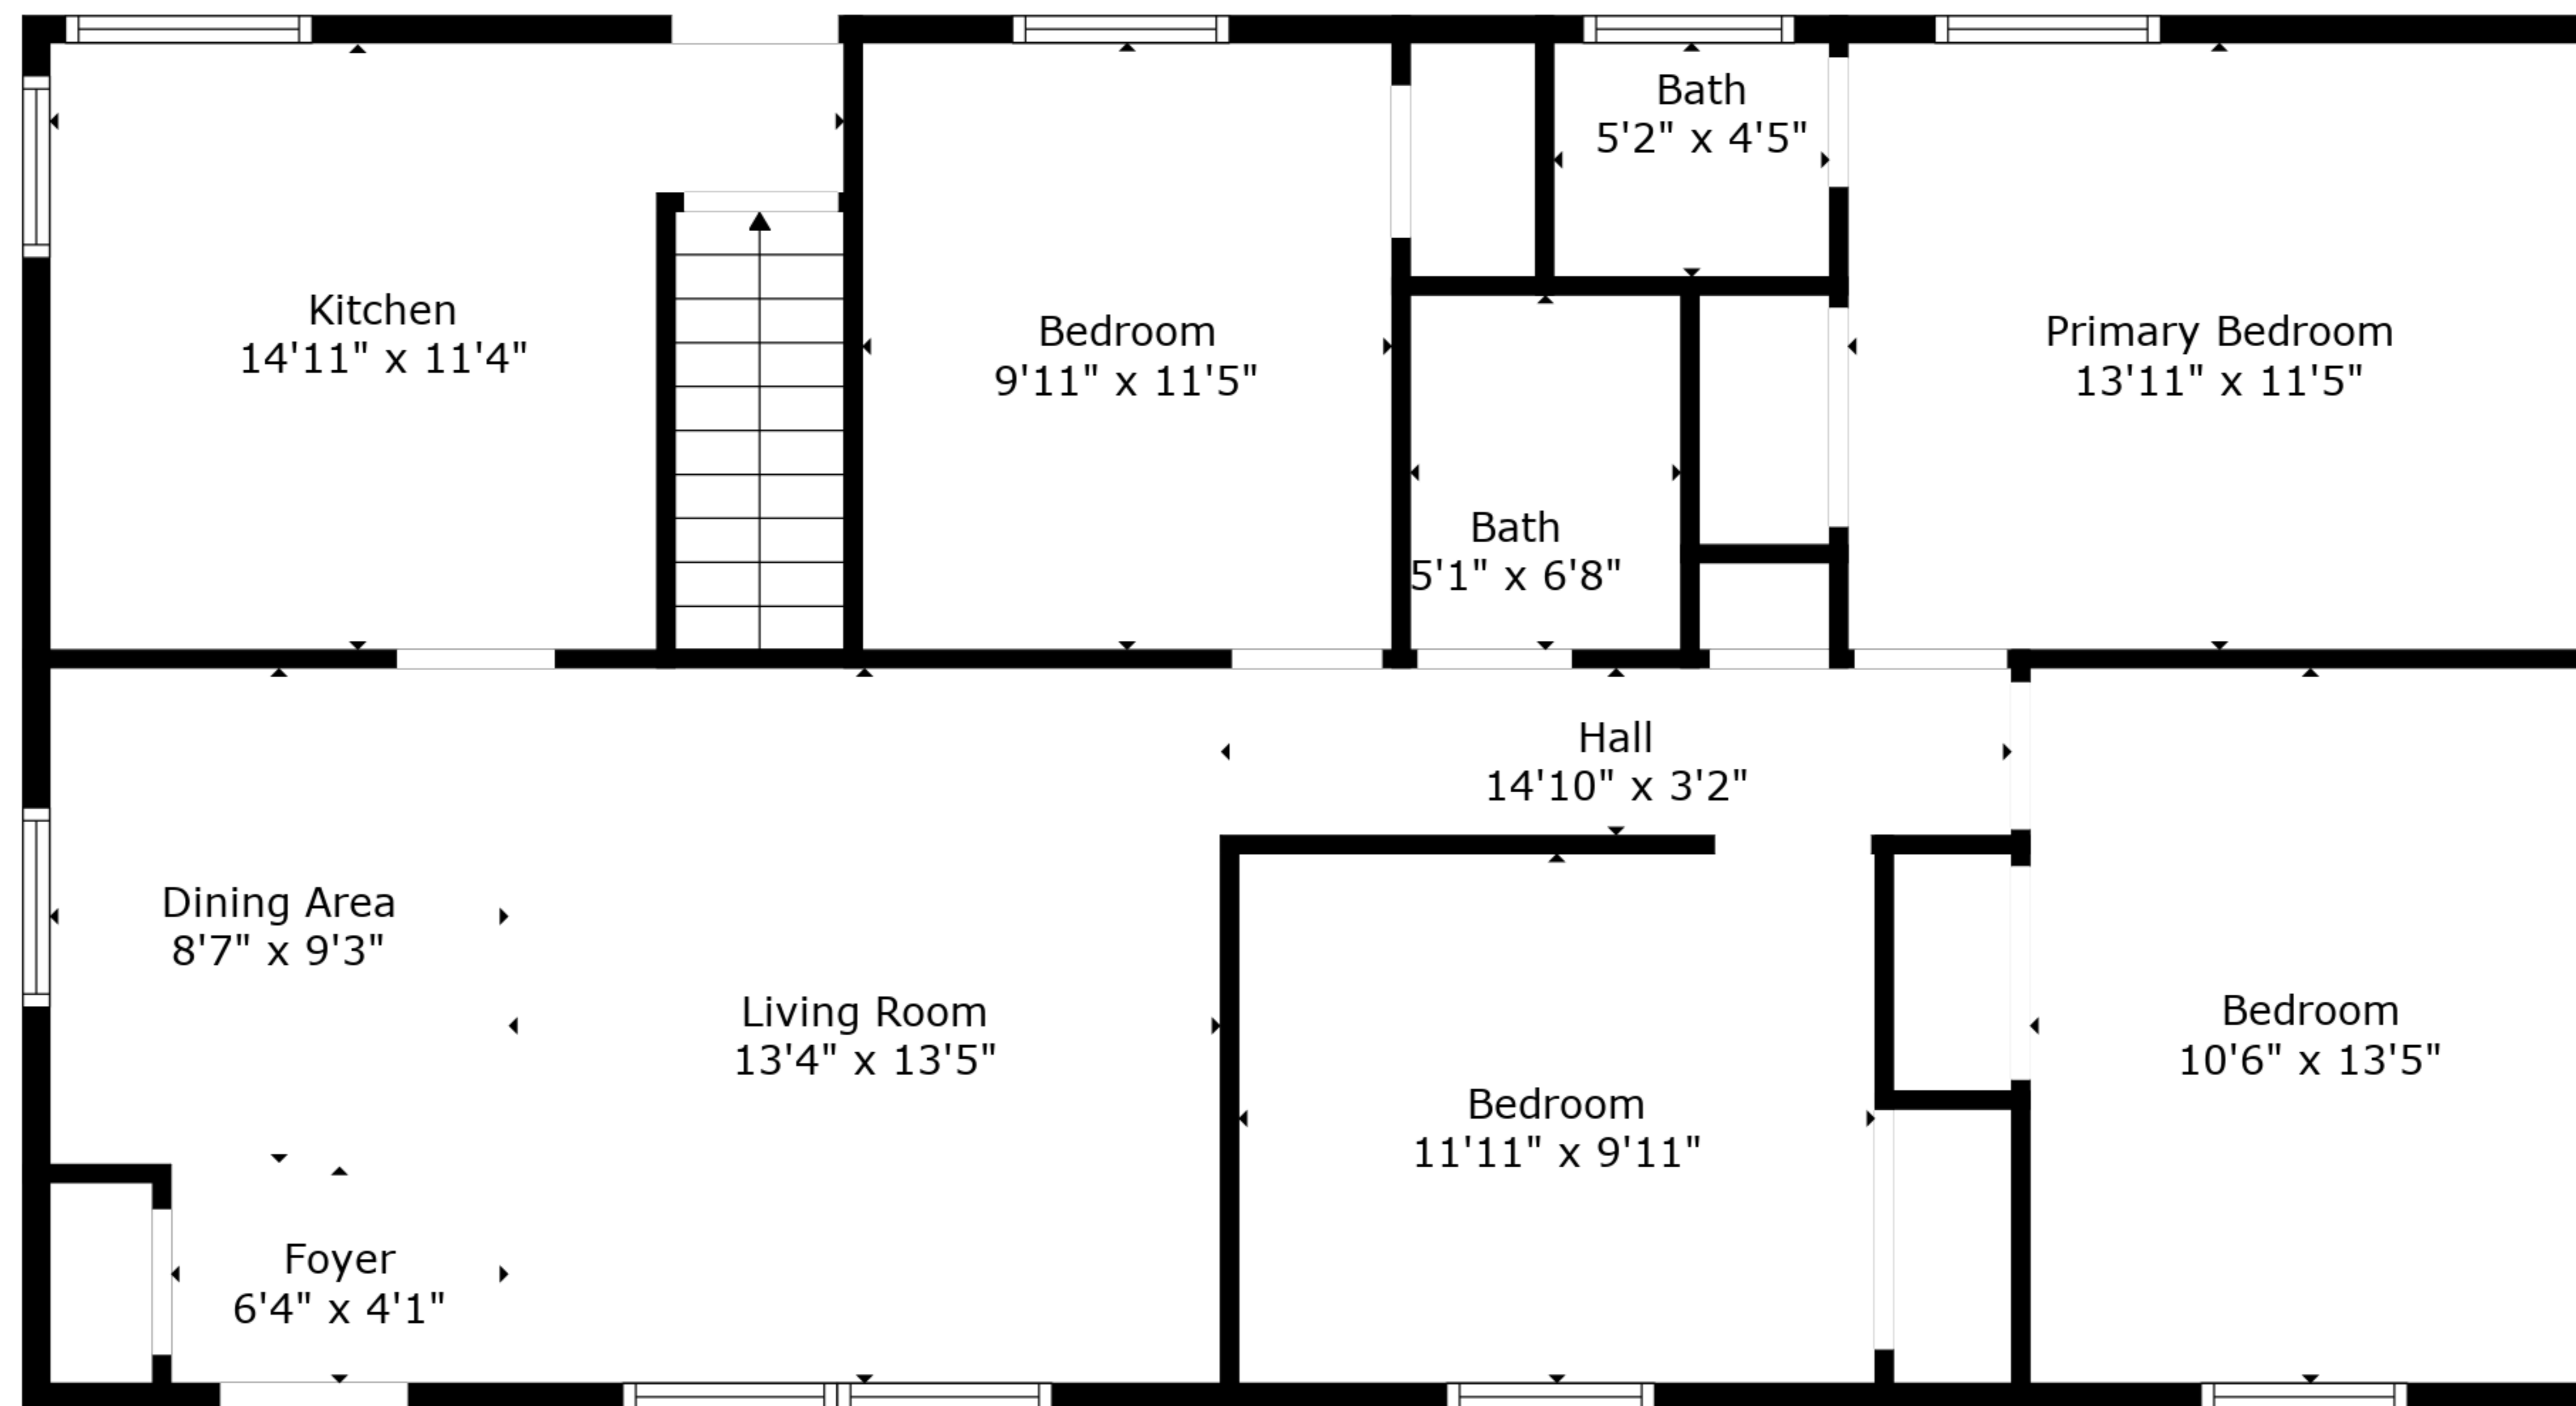 Bath
5'2" x 4'5"
Kitchen
14'11" x 11'4"
Bedroom
9'11" x 11'5"
Primary Bedroom
13'11" x 11'5"
Bath
5'1" x 6'8"
Hall
14'10" x 3'2"
Dining Area
8'7" x 9'3"
Living Room
13'4" x 13'5"
Bedroom
10'6" x 13'5"
Bedroom
11'11" x 9'11"
Foyer
6'4" x 4'1"